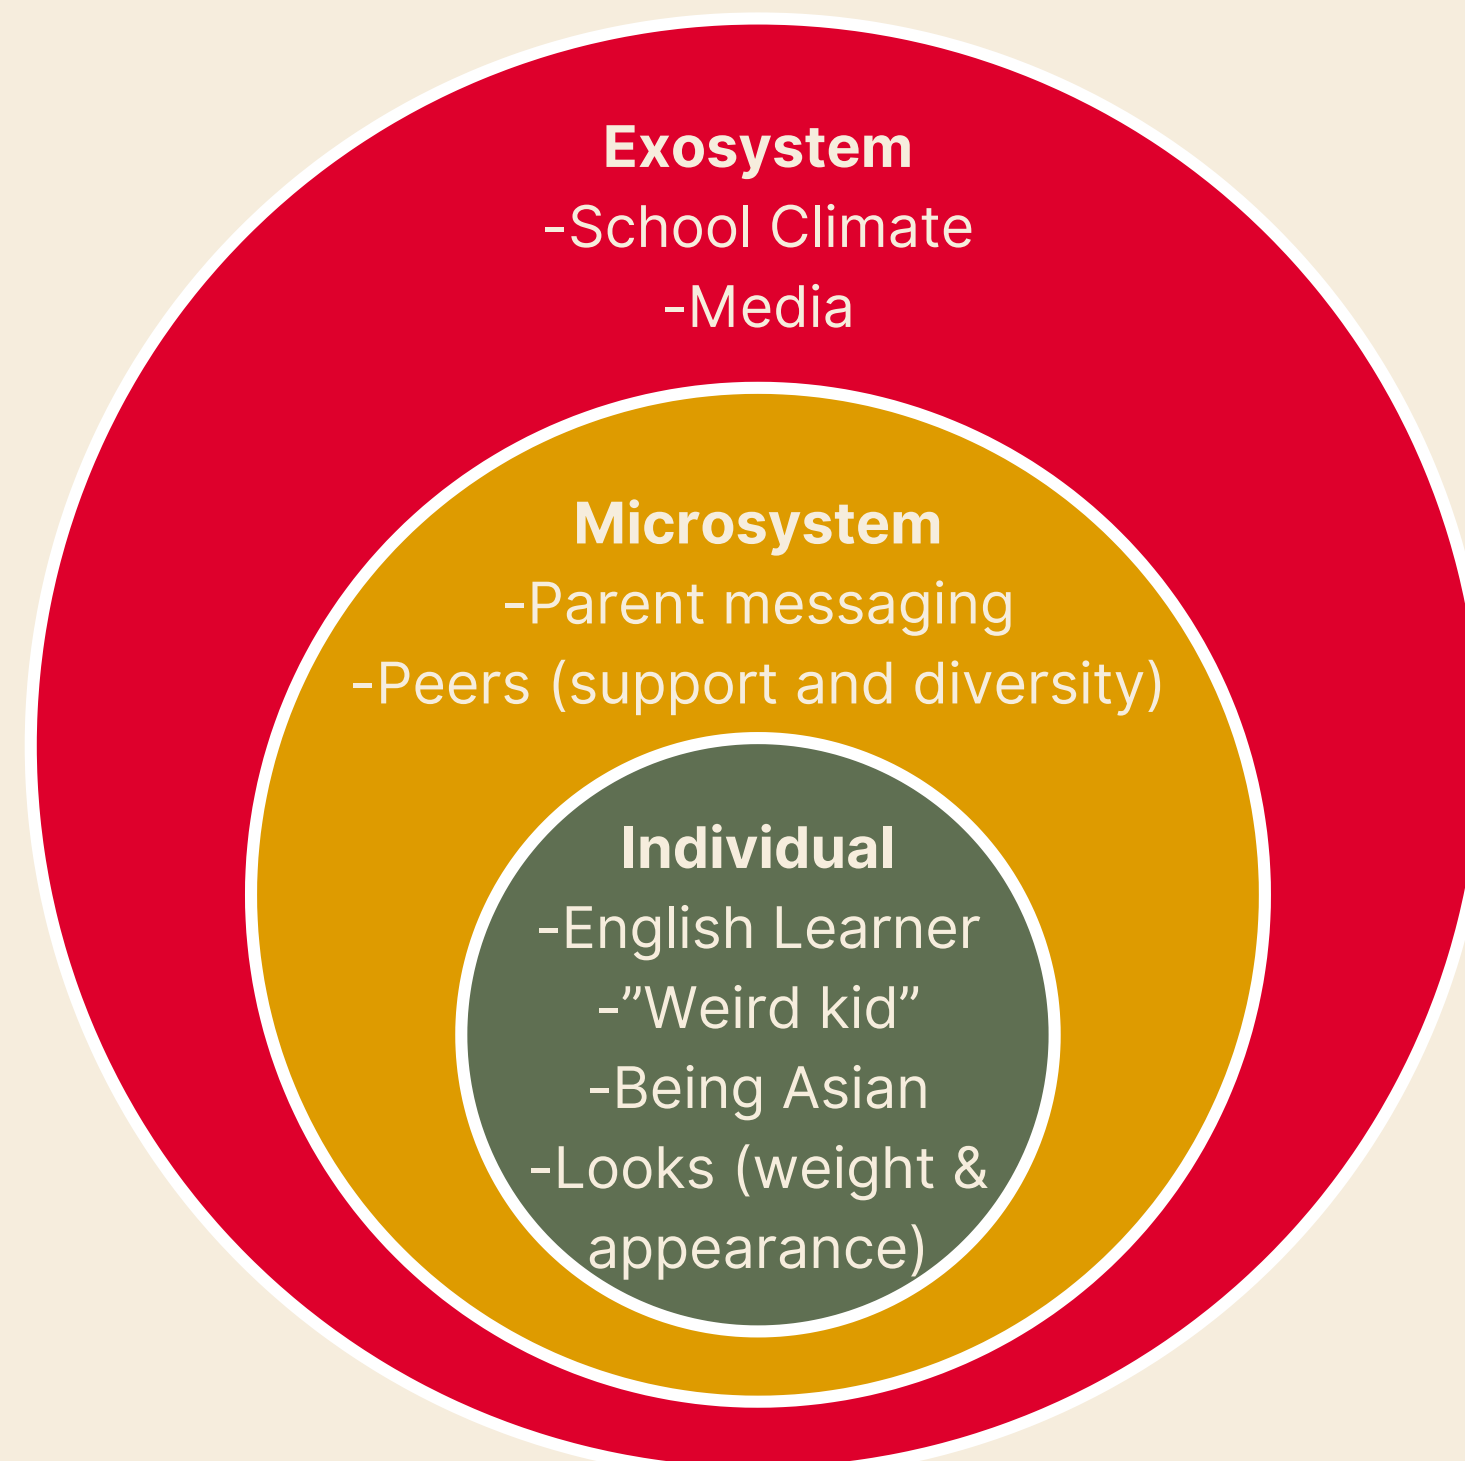 Exosystem
-School Climate
-Media
Microsystem
-Parent messaging
-Peers (support and diversity)
Individual
-English Learner
-”Weird kid”
-Being Asian
-Looks (weight &
appearance)